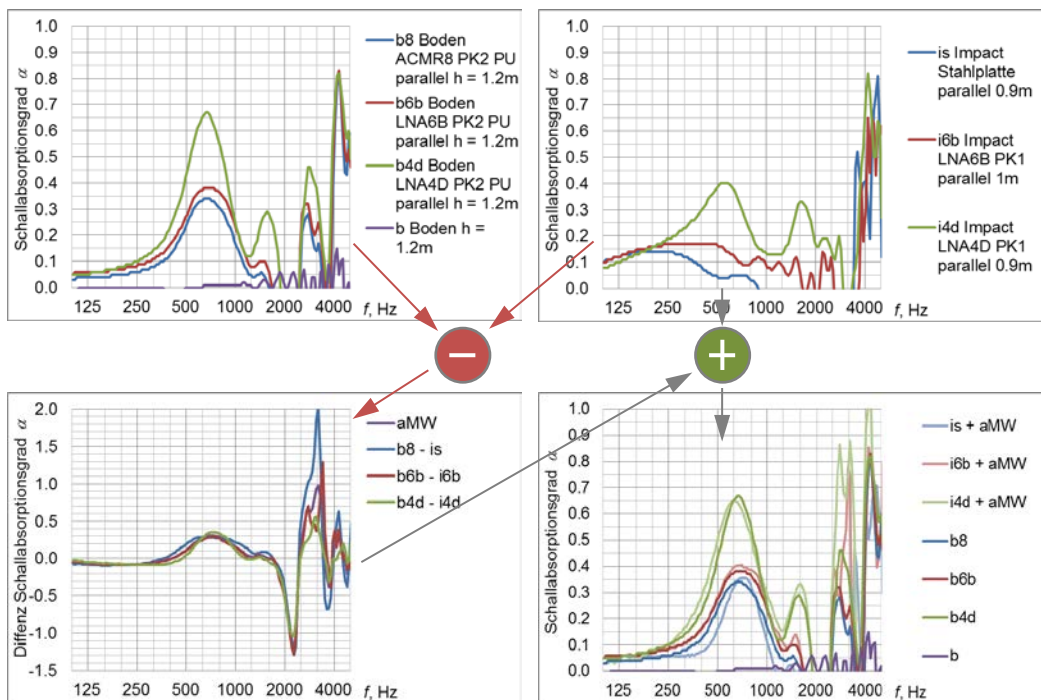 Schallabsorptionsgrad α
1.0
0.9
0.8
0.7
0.6
0.5
0.4
0.3
0.2
0.1
0.0
125 250 500 1000 2000 4000
f, Hz
b8 Boden
ACMR8 PK2 PU
parallel h = 1.2m
b6b Boden
LNA6B PK2 PU
parallel h = 1.2m
b4d Boden
LNA4D PK2 PU
parallel h = 1.2m
b Boden h =
1.2m
Schallabsorptionsgrad α
1.0
0.9
0.8
0.7
0.6
0.5
0.4
0.3
0.2
0.1
0.0
125 250 500 1000 2000 4000
f, Hz
is Impact
Stahlplatte
parallel 0.9m
i6b Impact
LNA6B PK1
parallel 1m
i4d Impact
LNA4D PK1
parallel 0.9m
−
+
Diffenz Schallabsorptionsgrad α
2.0
1.5
1.0
0.5
0.0
-0.5
-1.0
-1.5
125 250 500 1000 2000 4000
f, Hz
aMW
b8 - is
b6b - i6b
b4d - i4d
Schallabsorptionsgrad α
1.0
0.9
0.8
0.7
0.6
0.5
0.4
0.3
0.2
0.1
0.0
125 250 500 1000 2000 4000
f, Hz
is + aMW
i6b + aMW
i4d + aMW
b8
b6b
b4d
b